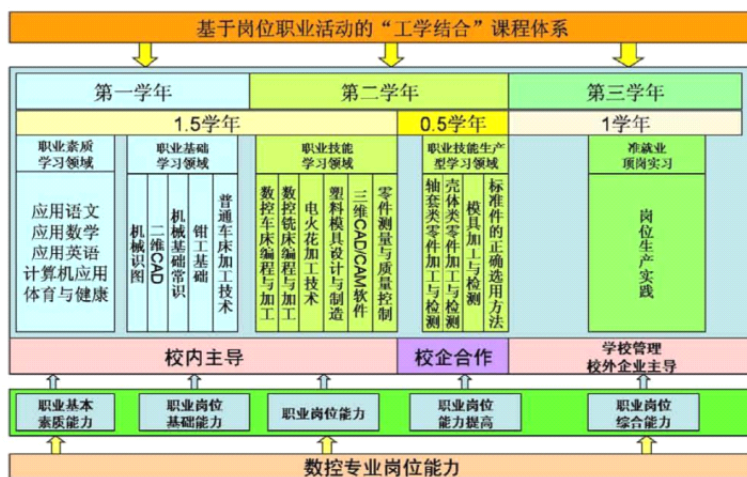 基于岗位职业活动的“工学结合”课程体系
第一学年
第二学年
第三学年
1.5学年
0.5学年
1学年
职业素质
学习领域
职业基础
学习领域
职业技能
学习领域
职业技能生产
型学习领域
准就业
顶岗实习
应用语文
应用数学
应用英语
计算机应用
体育与健康
机械识图
二维CAD
机械基础常识
钳工基础
普通车床加工技术
数控车床编程与加工
数控铣床编程与加工
电火花加工技术
塑料模具设计与制造
三维CAD/CAM软件
零件测量与质量控制
轴套类零件加工与检测
壳体类零件加工与检测
模具加工与检测
标准件的正确选用方法
岗位生产实践
校内主导
校企合作
学校管理
校外企业主导
职业基本
素质能力
职业岗位
基础能力
职业岗位能力
职业岗位
能力提高
职业岗位
综合能力
数控专业岗位能力